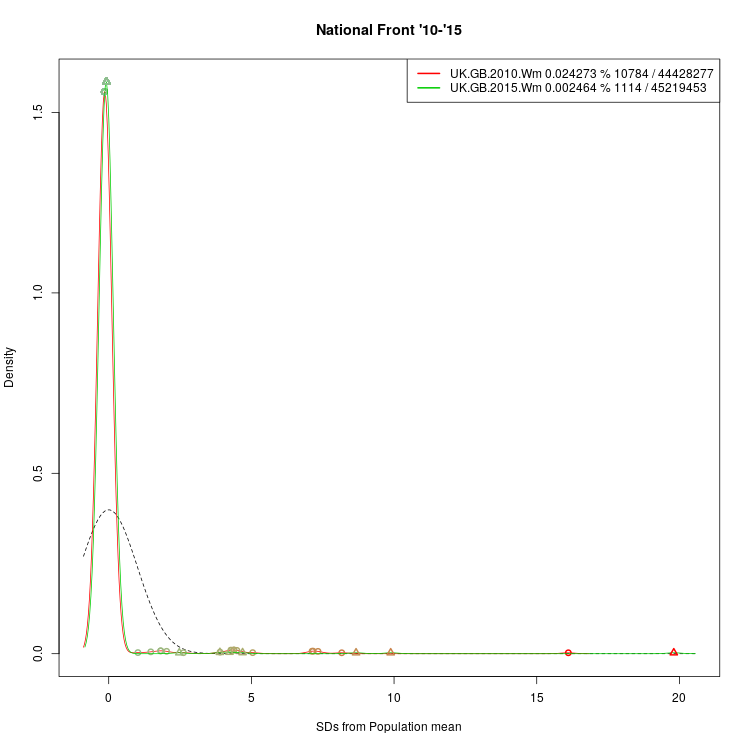 National Front '10-'15
UK.GB.2010.Wm 0.024273 % 10784 / 44428277
UK.GB.2015.Wm 0.002464 % 1114 / 45219453
1.5
1.0
0.5
0.0
Density
0 5 10 15 20
SDs from Population mean